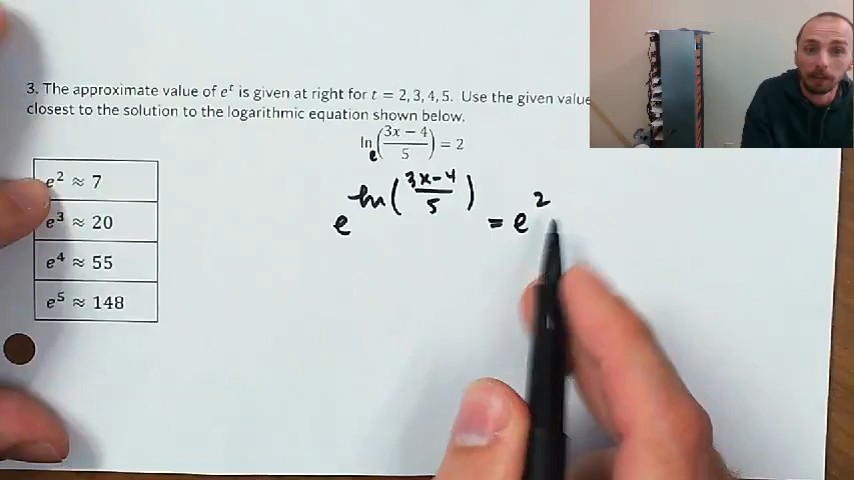 3. The approximate value of e^t is given at right for t = 2, 3, 4, 5. Use the given value
closest to the solution to the logarithmic equation shown below.
ln_e((3x − 4)/5) = 2
e^2 ≈ 7
e^3 ≈ 20
e^4 ≈ 55
e^5 ≈ 148
e^ln((3x-4)/5) = e^2